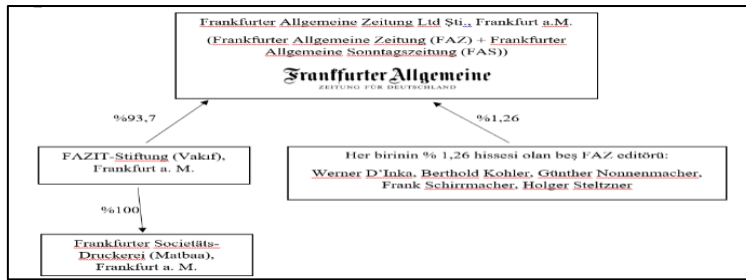 Frankfurter Allgemeine Zeitung Ltd Şti., Frankfurt a.M.
(Frankfurter Allgemeine Zeitung (FAZ) + Frankfurter
Allgemeine Sonntagszeitung (FAS))
Frankfurter Allgemeine
ZEITUNG FÜR DEUTSCHLAND
%93,7
%1,26
FAZIT-Stiftung (Vakıf),
Frankfurt a. M.
Her birinin % 1,26 hissesi olan beş FAZ editörü:
Werner D’Inka, Berthold Kohler, Günther Nonnenmacher,
Frank Schirrmacher, Holger Steltzner
%100
Frankfurter Societäts-
Druckerei (Matbaa),
Frankfurt a. M.